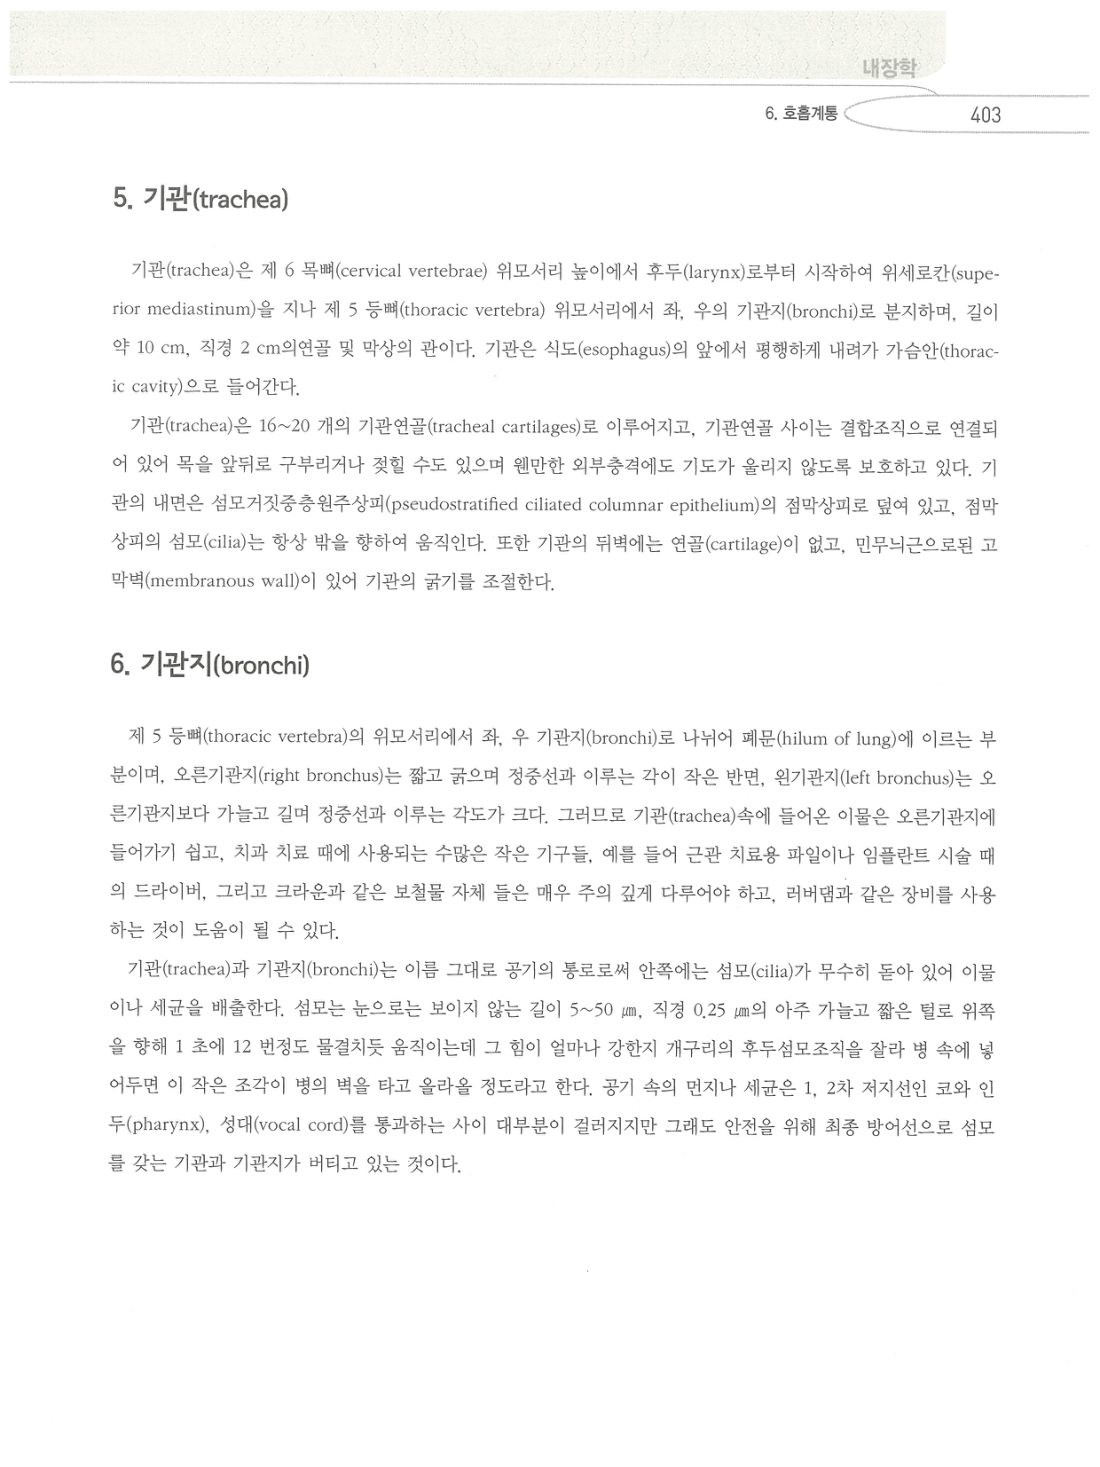 내장학
6. 호흡계통
403
5. 기관(trachea)
기관(trachea)은 제 6 목뼈(cervical vertebrae) 위모서리 높이에서 후두(larynx)로부터 시작하여 위세로칸(supe-
rior mediastinum)을 지나 제 5 등뼈(thoracic vertebra) 위모서리에서 좌, 우의 기관지(bronchi)로 분지하며, 길이
약 10 cm, 직경 2 cm의연골 및 막상의 관이다. 기관은 식도(esophagus)의 앞에서 평행하게 내려가 가슴안(thorac-
ic cavity)으로 들어간다.
기관(trachea)은 16~20 개의 기관연골(tracheal cartilages)로 이루어지고, 기관연골 사이는 결합조직으로 연결되
어 있어 목을 앞뒤로 구부리거나 젖힐 수도 있으며 웬만한 외부충격에도 기도가 울리지 않도록 보호하고 있다. 기
관의 내면은 섬모거짓중층원주상피(pseudostratified ciliated columnar epithelium)의 점막상피로 덮여 있고, 점막
상피의 섬모(cilia)는 항상 밖을 향하여 움직인다. 또한 기관의 뒤벽에는 연골(cartilage)이 없고, 민무늬근으로된 고
막벽(membranous wall)이 있어 기관의 굵기를 조절한다.
6. 기관지(bronchi)
제 5 등뼈(thoracic vertebra)의 위모서리에서 좌, 우 기관지(bronchi)로 나뉘어 폐문(hilum of lung)에 이르는 부
분이며, 오른기관지(right bronchus)는 짧고 굵으며 정중선과 이루는 각이 작은 반면, 왼기관지(left bronchus)는 오
른기관지보다 가늘고 길며 정중선과 이루는 각도가 크다. 그러므로 기관(trachea)속에 들어온 이물은 오른기관지에
들어가기 쉽고, 치과 치료 때에 사용되는 수많은 작은 기구들, 예를 들어 근관 치료용 파일이나 임플란트 시술 때
의 드라이버, 그리고 크라운과 같은 보철물 자체 들은 매우 주의 깊게 다루어야 하고, 러버댐과 같은 장비를 사용
하는 것이 도움이 될 수 있다.
기관(trachea)과 기관지(bronchi)는 이름 그대로 공기의 통로로써 안쪽에는 섬모(cilia)가 무수히 돋아 있어 이물
이나 세균을 배출한다. 섬모는 눈으로는 보이지 않는 길이 5~50 ㎛, 직경 0.25 ㎛의 아주 가늘고 짧은 털로 위쪽
을 향해 1 초에 12 번정도 물결치듯 움직이는데 그 힘이 얼마나 강한지 개구리의 후두섬모조직을 잘라 병 속에 넣
어두면 이 작은 조각이 병의 벽을 타고 올라올 정도라고 한다. 공기 속의 먼지나 세균은 1, 2차 저지선인 코와 인
두(pharynx), 성대(vocal cord)를 통과하는 사이 대부분이 걸러지지만 그래도 안전을 위해 최종 방어선으로 섬모
를 갖는 기관과 기관지가 버티고 있는 것이다.